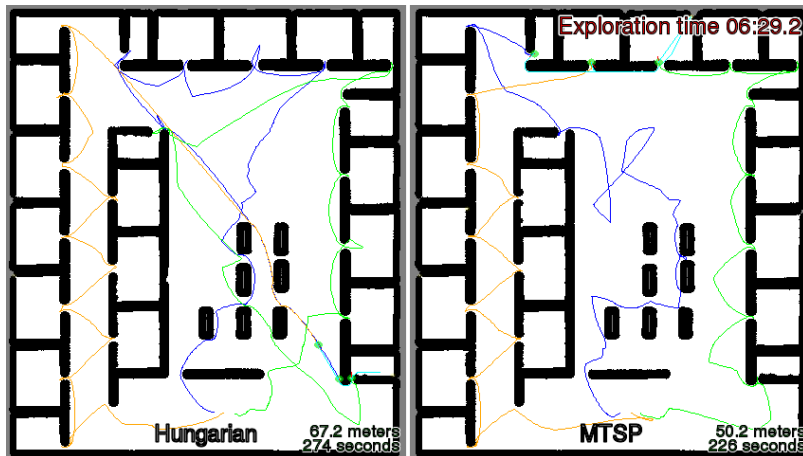 Exploration time 06:29.2
Hungarian
67.2 meters
274 seconds
MTSP
50.2 meters
226 seconds